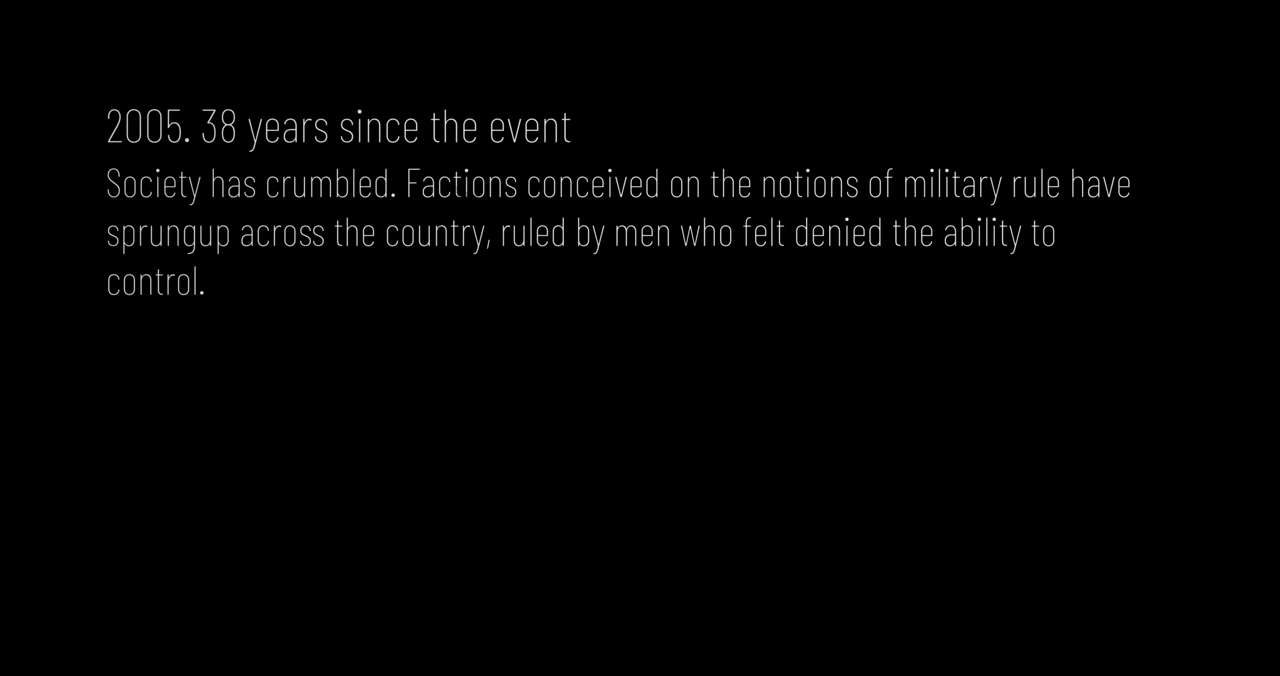 2005. 38 years since the event
Society has crumbled. Factions conceived on the notions of military rule have
sprungup across the country, ruled by men who felt denied the ability to
control.